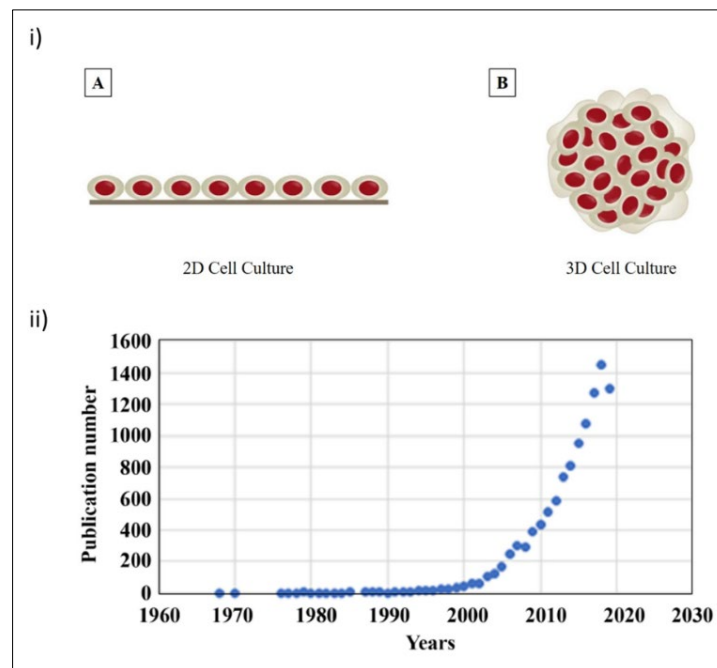 i)
A
B
2D Cell Culture
3D Cell Culture
ii)
1600
1400
1200
1000
800
600
400
200
0
Publication number
1960
1970
1980
1990
2000
2010
2020
2030
Years